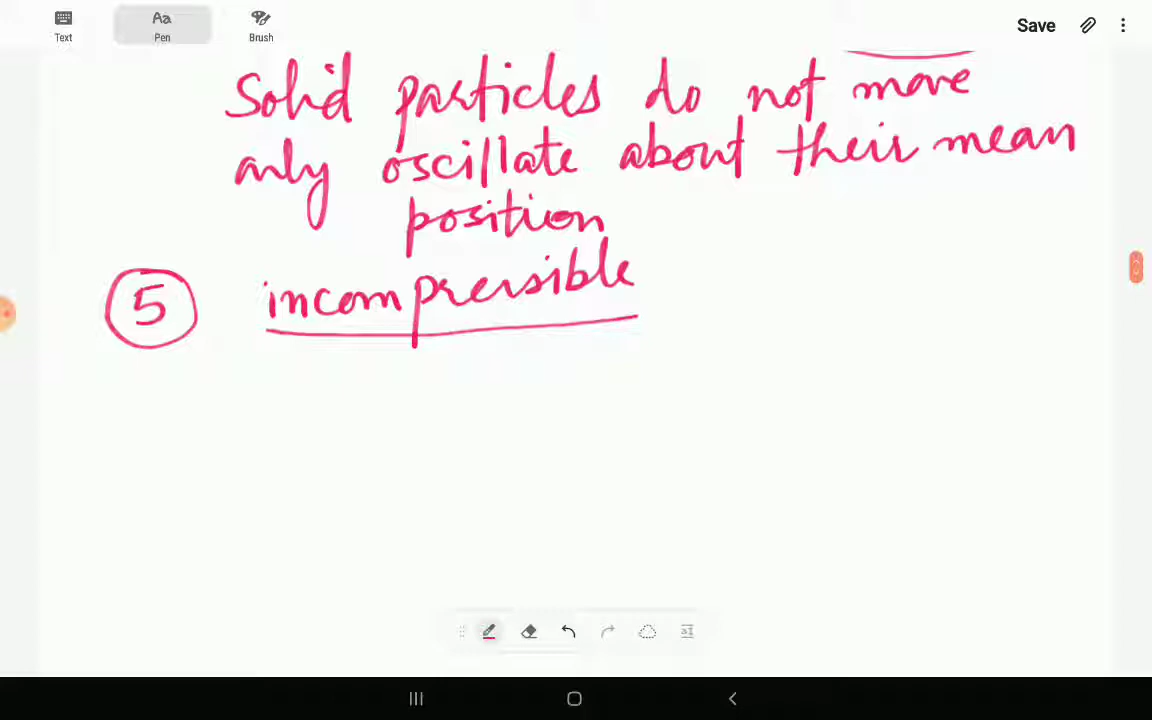 Text
Pen
Brush
Save
Solid particles do not move
only oscillate about their mean
position
5 incompressible